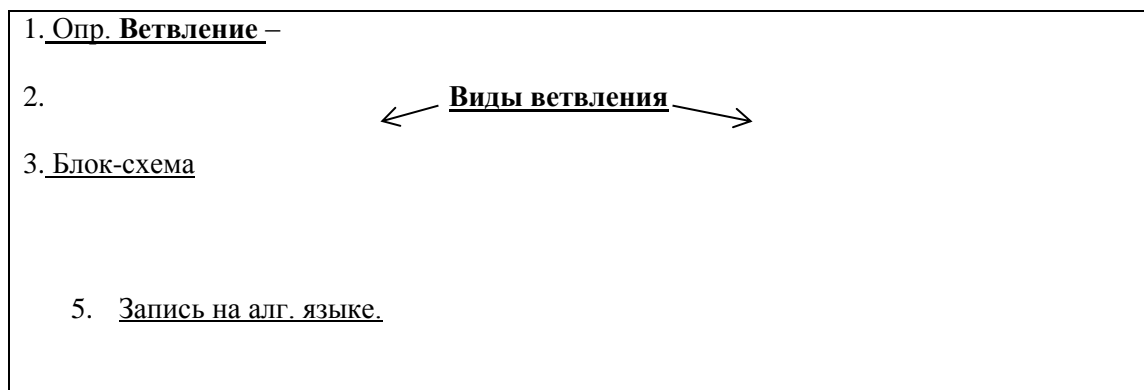 1. Опр. Ветвление –
2. Виды ветвления
3. Блок-схема
5. Запись на алг. языке.